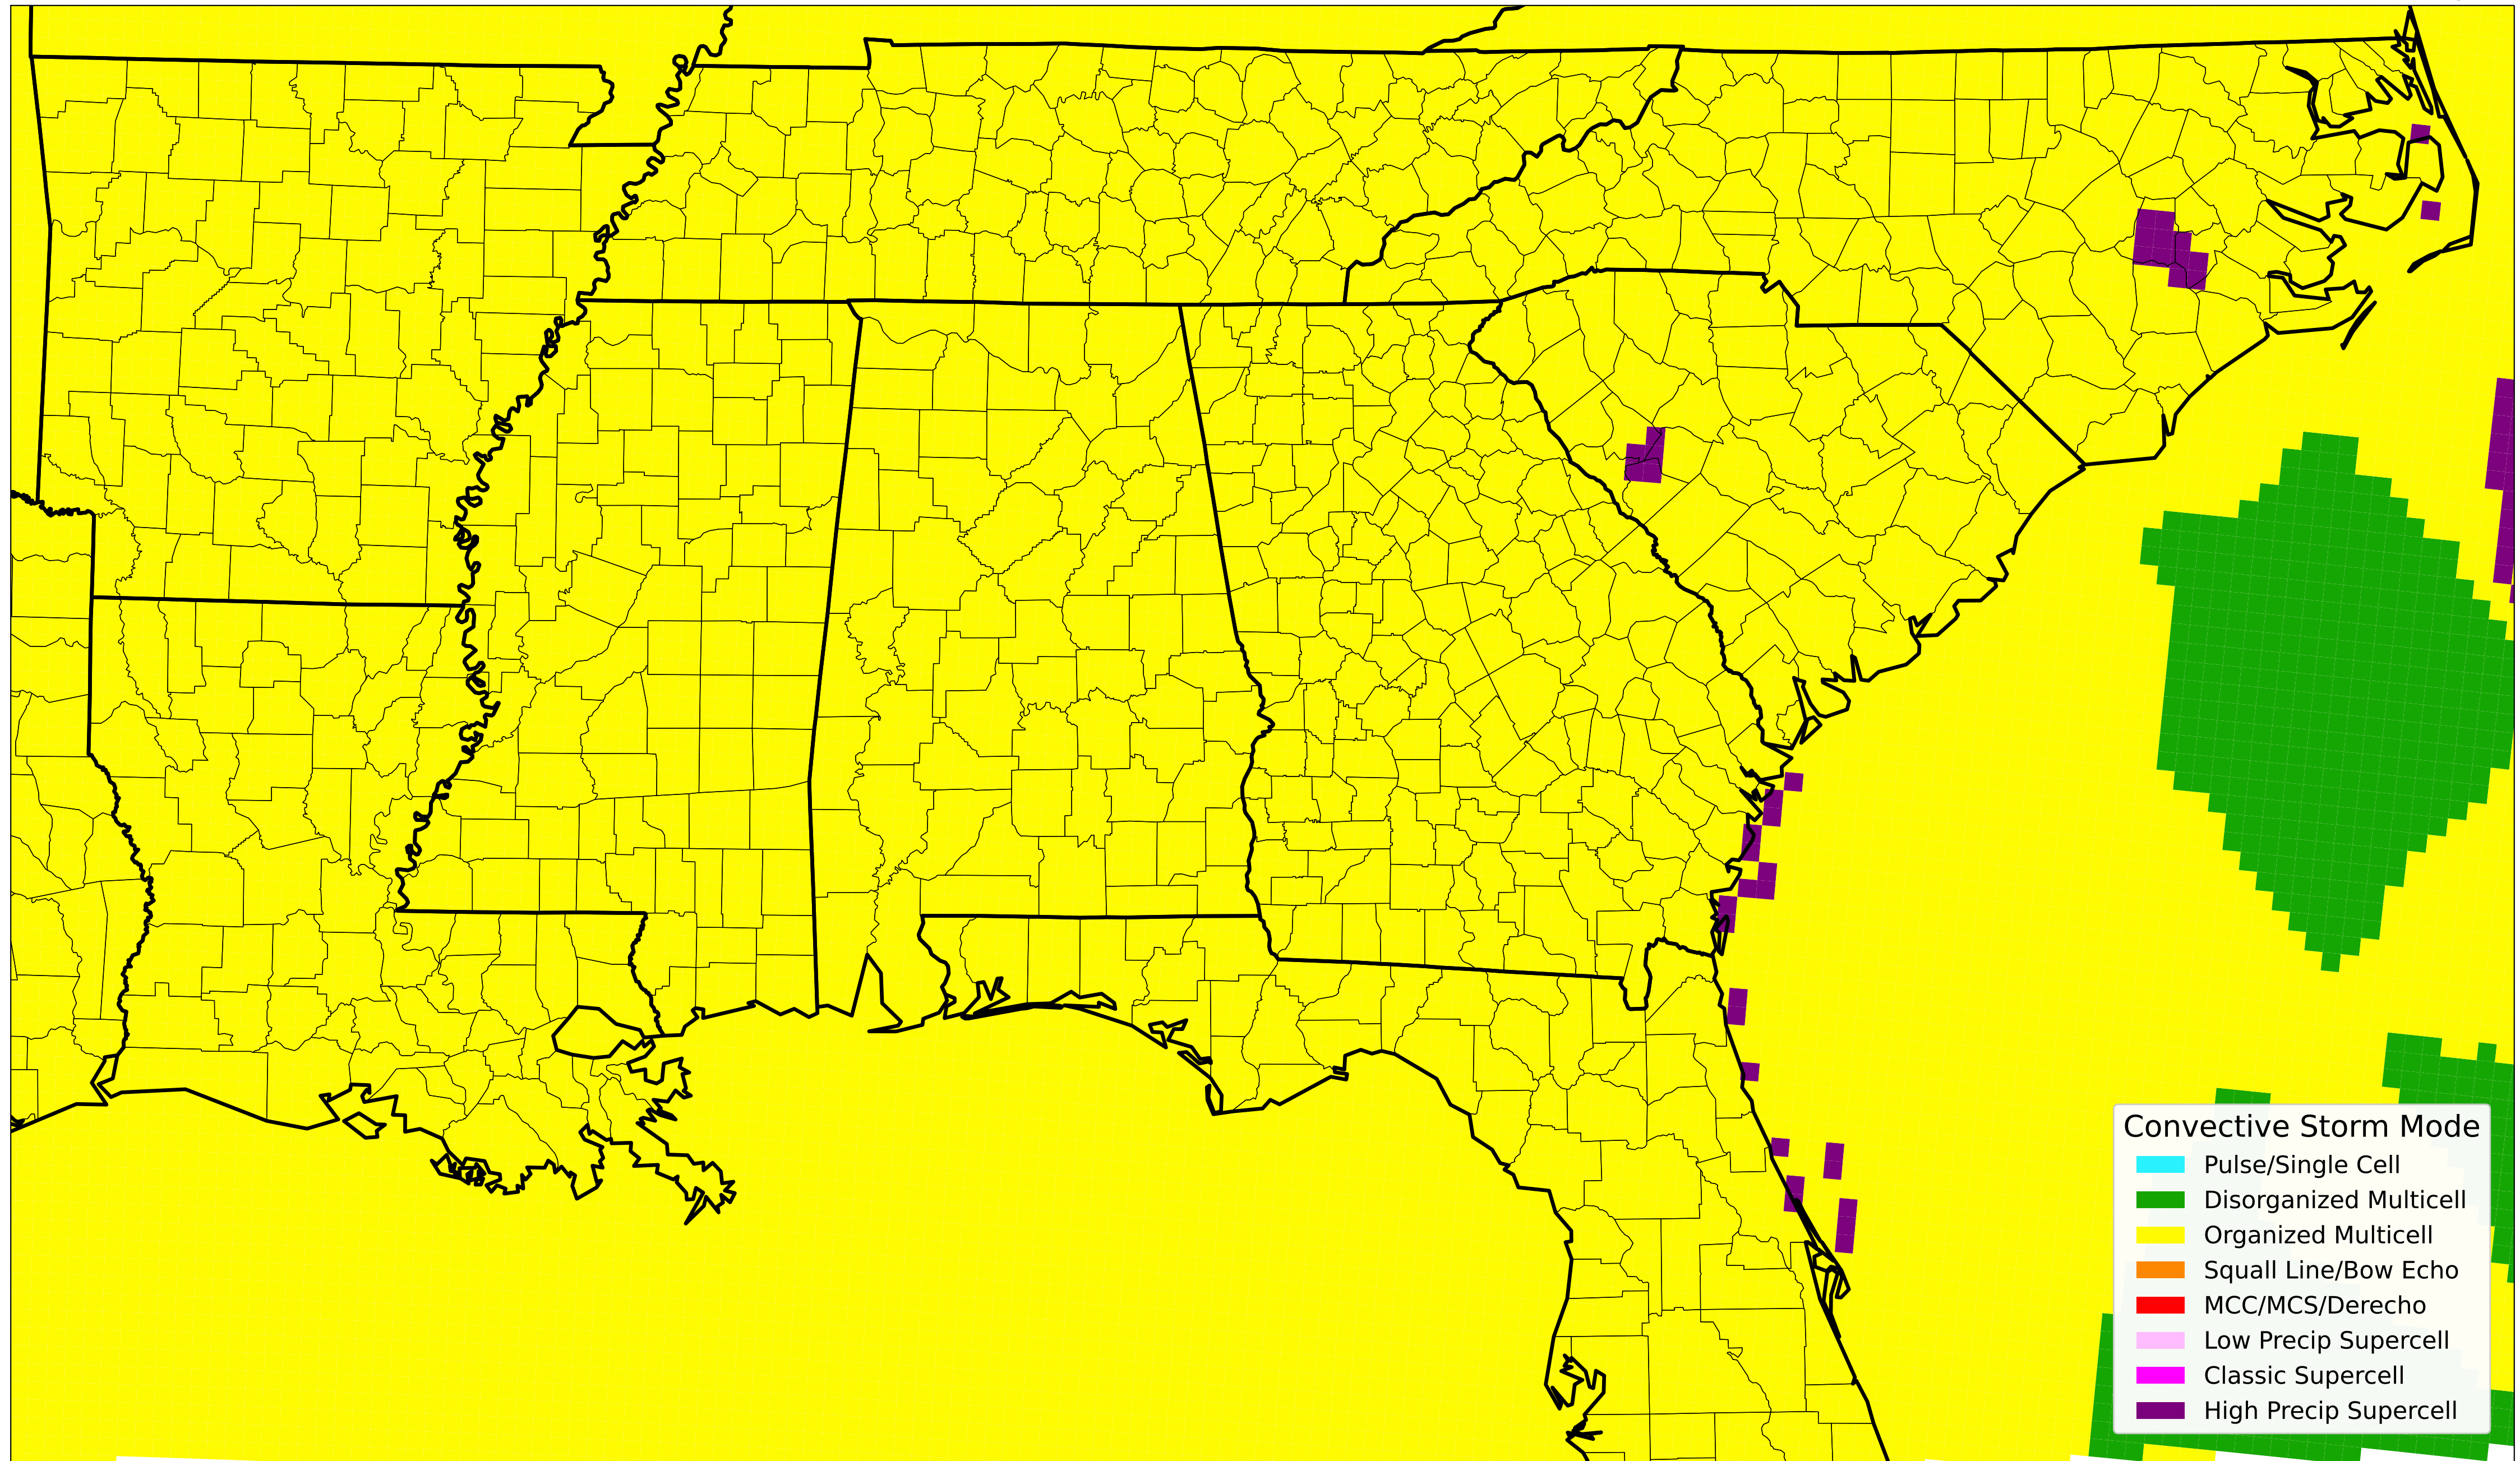 Convective Storm Mode
Pulse/Single Cell
Disorganized Multicell
Organized Multicell
Squall Line/Bow Echo
MCC/MCS/Derecho
Low Precip Supercell
Classic Supercell
High Precip Supercell